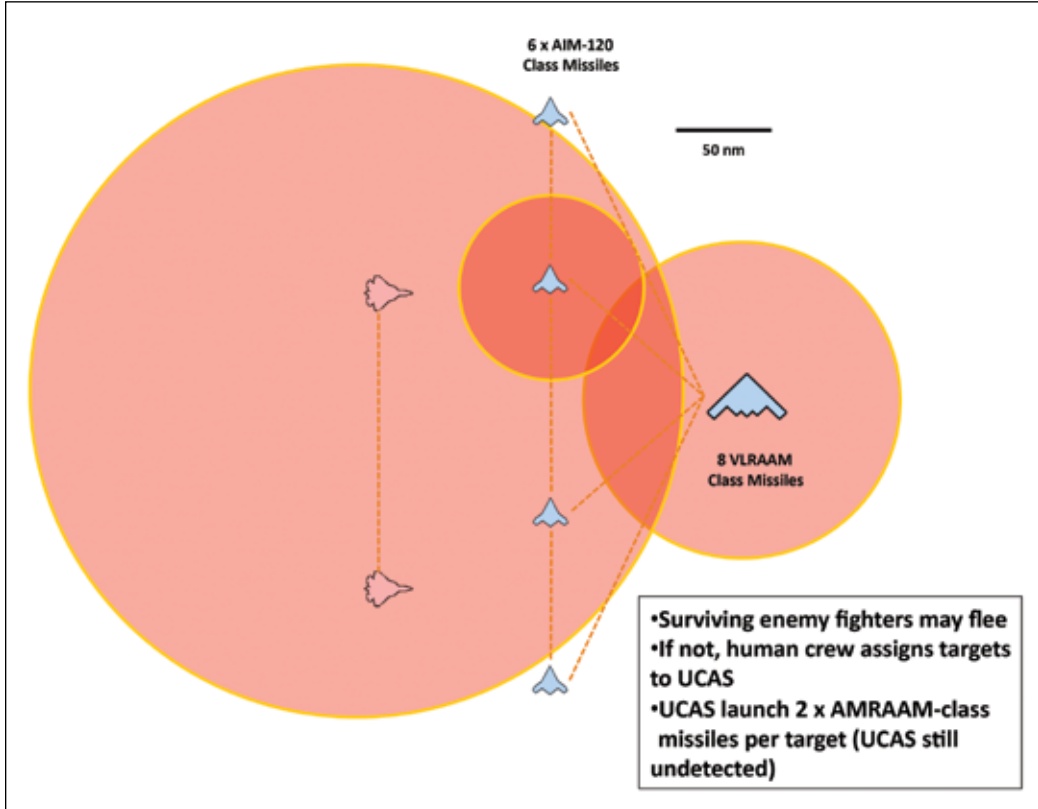 6 x AIM-120
Class Missiles
50 nm
8 VLRAAM
Class Missiles
•Surviving enemy fighters may flee
•If not, human crew assigns targets
to UCAS
•UCAS launch 2 x AMRAAM-class
missiles per target (UCAS still
undetected)